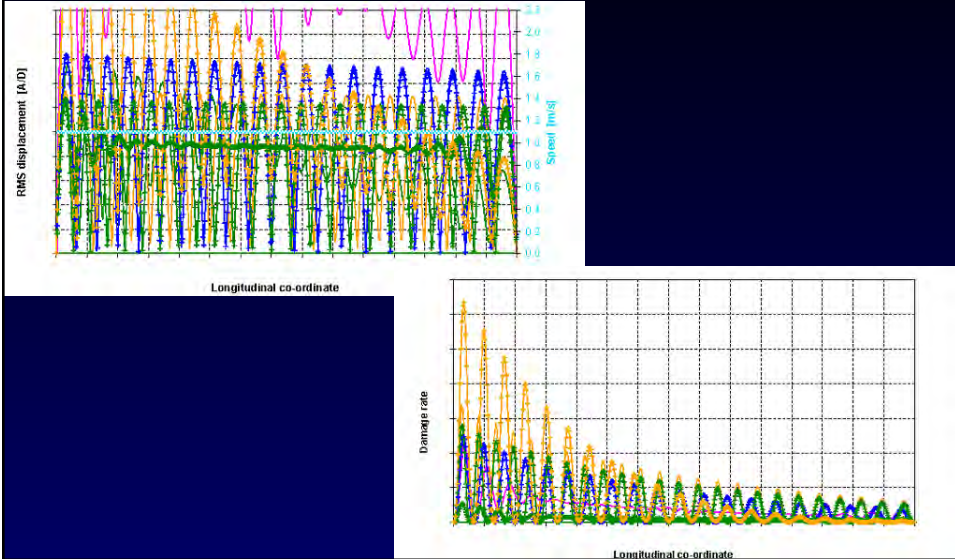 RMS displacement [A/D]
2.2
2.0
1.8
1.6
1.4
1.2
1.0
0.8
0.6
0.4
0.2
0.0
Speed [m/s]
Longitudinal co-ordinate
Damage rate
Longitudinal co-ordinate